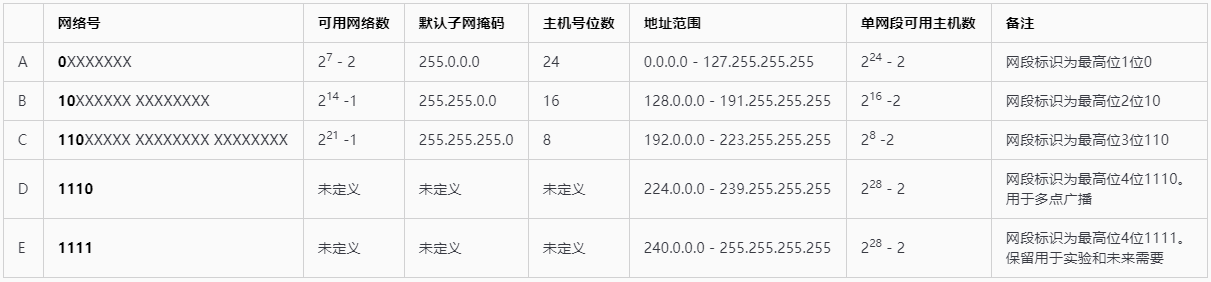 网络号 可用网络数 默认子网掩码 主机号位数 地址范围 单网段可用主机数 备注
A 0XXXXXXX 2^7 - 2 255.0.0.0 24 0.0.0.0 - 127.255.255.255 2^24 - 2 网段标识为最高位1位0
B 10XXXXXX XXXXXXXX 2^14 -1 255.255.0.0 16 128.0.0.0 - 191.255.255.255 2^16 -2 网段标识为最高位2位10
C 110XXXXX XXXXXXXX XXXXXXXX 2^21 -1 255.255.255.0 8 192.0.0.0 - 223.255.255.255 2^8 -2 网段标识为最高位3位110
D 1110 未定义 未定义 未定义 224.0.0.0 - 239.255.255.255 2^28 - 2 网段标识为最高位4位1110。
用于多点广播
E 1111 未定义 未定义 未定义 240.0.0.0 - 255.255.255.255 2^28 - 2 网段标识为最高位4位1111。
保留用于实验和未来需要